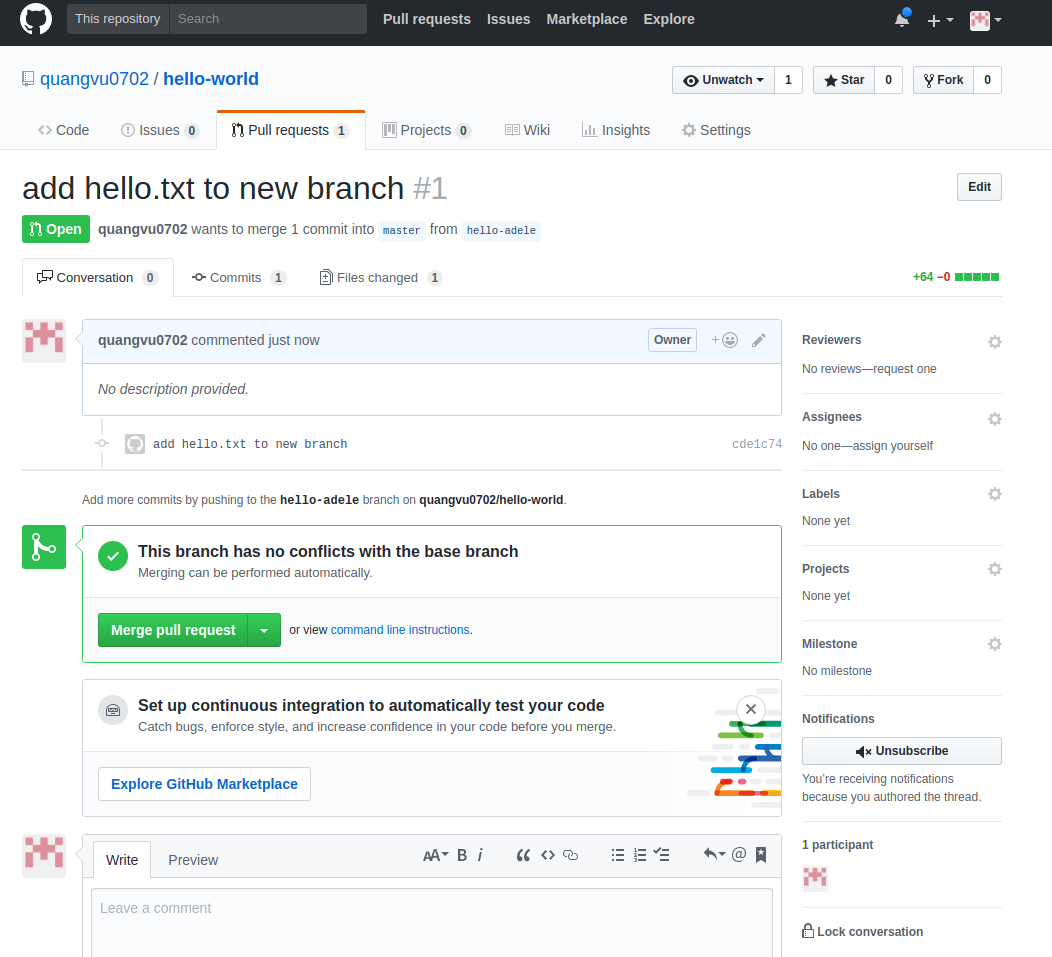 This repository Search Pull requests Issues Marketplace Explore
quangvu0702 / hello-world Unwatch 1 Star 0 Fork 0
Code Issues 0 Pull requests 1 Projects 0 Wiki Insights Settings
add hello.txt to new branch #1 Edit
Open quangvu0702 wants to merge 1 commit into master from hello-adele
Conversation 0 Commits 1 Files changed 1 +64 −0
quangvu0702 commented just now Owner
No description provided.
add hello.txt to new branch cde1c74
Add more commits by pushing to the hello-adele branch on quangvu0702/hello-world.
This branch has no conflicts with the base branch
Merging can be performed automatically.
Merge pull request or view command line instructions.
Set up continuous integration to automatically test your code
Catch bugs, enforce style, and increase confidence in your code before you merge.
Explore GitHub Marketplace
Write Preview AA B i
Leave a comment
Reviewers
No reviews—request one
Assignees
No one—assign yourself
Labels
None yet
Projects
None yet
Milestone
No milestone
Notifications
Unsubscribe
You're receiving notifications
because you authored the thread.
1 participant
Lock conversation